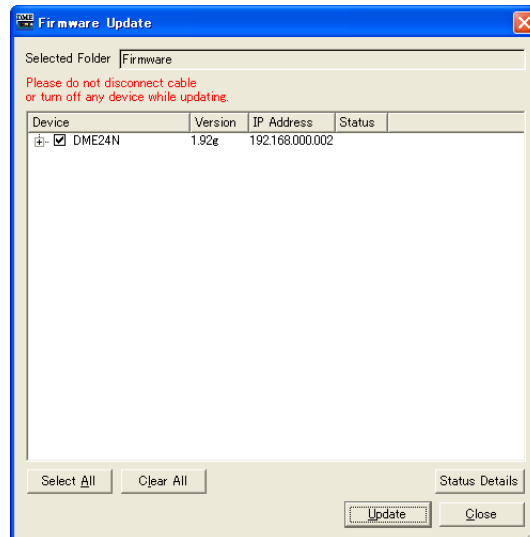 DME Firmware Update
Selected Folder Firmware
Please do not disconnect cable
or turn off any device while updating.
Device Version IP Address Status
DME24N 1.92g 192.168.000.002
Select All Clear All Status Details
Update Close